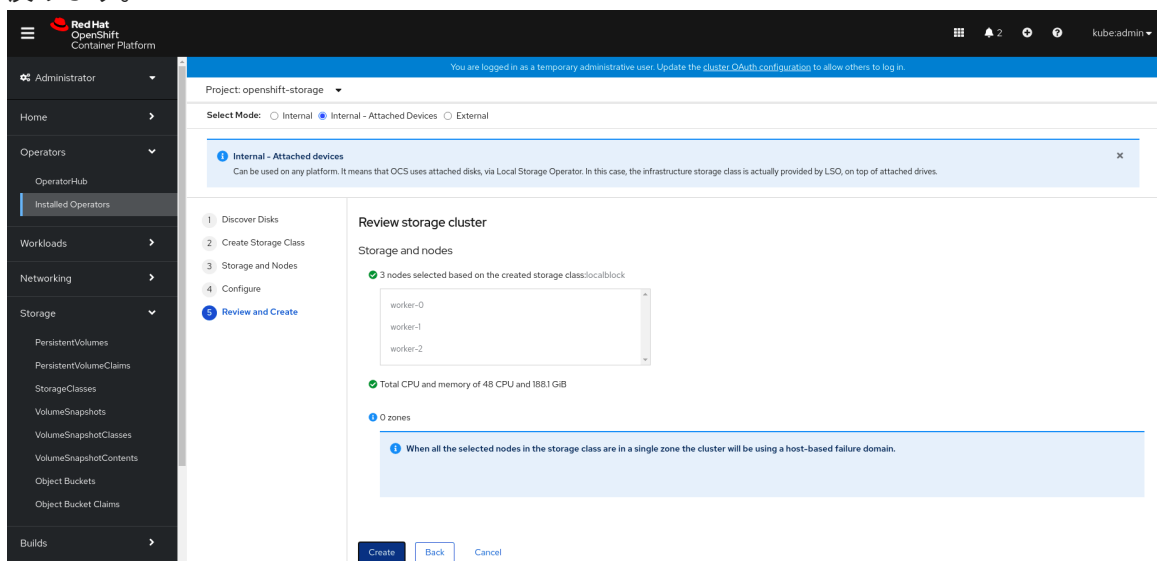 Red Hat
OpenShift
Container Platform
2
kube:admin
Administrator
You are logged in as a temporary administrative user. Update the cluster OAuth configuration to allow others to log in.
Project: openshift-storage
Home
Select Mode: Internal Internal - Attached Devices External
Operators
OperatorHub
Installed Operators
Workloads
Networking
Storage
PersistentVolumes
PersistentVolumeClaims
StorageClasses
VolumeSnapshots
VolumeSnapshotClasses
VolumeSnapshotContents
Object Buckets
Object Bucket Claims
Builds
Internal - Attached devices
Can be used on any platform. It means that OCS uses attached disks, via Local Storage Operator. In this case, the infrastructure storage class is actually provided by LSO, on top of attached drives.
1 Discover Disks
2 Create Storage Class
3 Storage and Nodes
4 Configure
5 Review and Create
Review storage cluster
Storage and nodes
3 nodes selected based on the created storage class:localblock
worker-0
worker-1
worker-2
Total CPU and memory of 48 CPU and 188.1 GiB
0 zones
When all the selected nodes in the storage class are in a single zone the cluster will be using a host-based failure domain.
Create Back Cancel